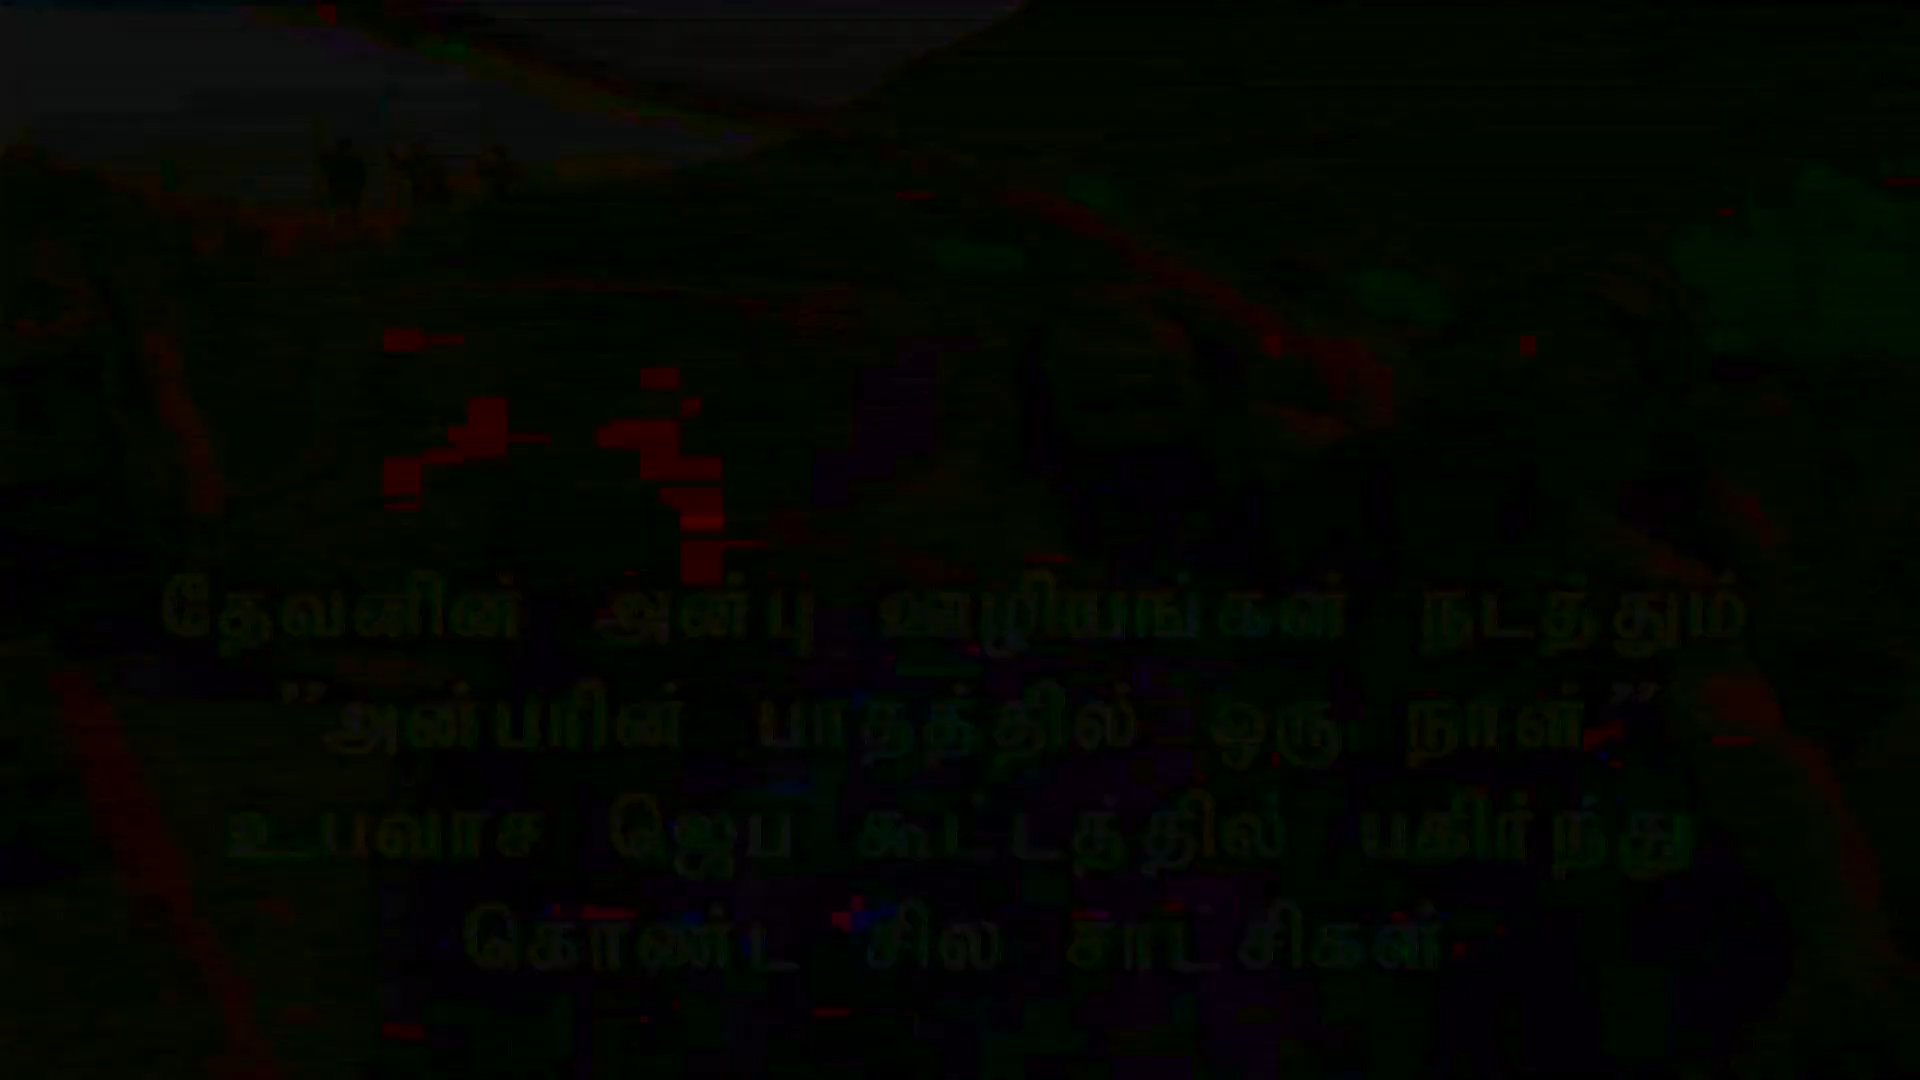 தேவனின் அன்பு ஊழியங்கள் நடத்தும்
"அன்பரின் பாதத்தில் ஒரு நாள்"
உபவாச ஜெப கூட்டத்தில் பகிர்ந்து
கொண்ட சில சாட்சிகள்